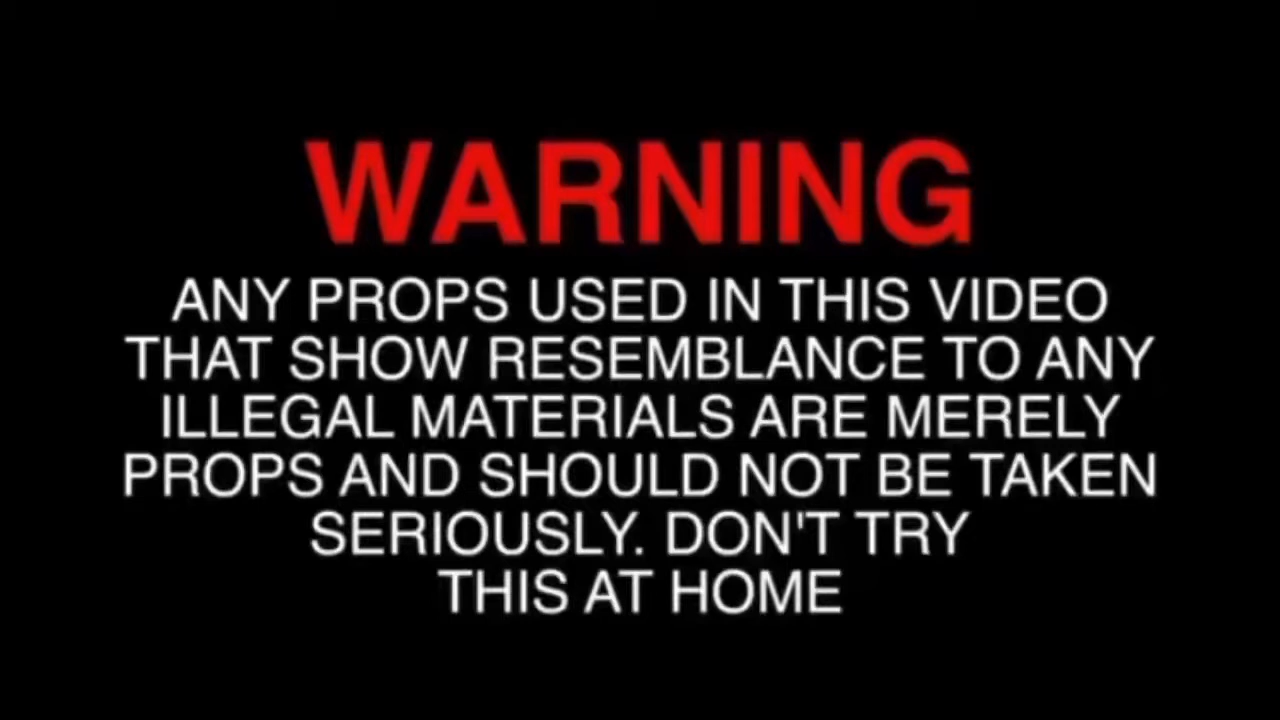 WARNING
ANY PROPS USED IN THIS VIDEO
THAT SHOW RESEMBLANCE TO ANY
ILLEGAL MATERIALS ARE MERELY
PROPS AND SHOULD NOT BE TAKEN
SERIOUSLY. DON'T TRY
THIS AT HOME